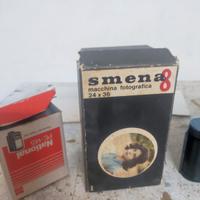 smena8
macchina fotografica
24 x 36
National